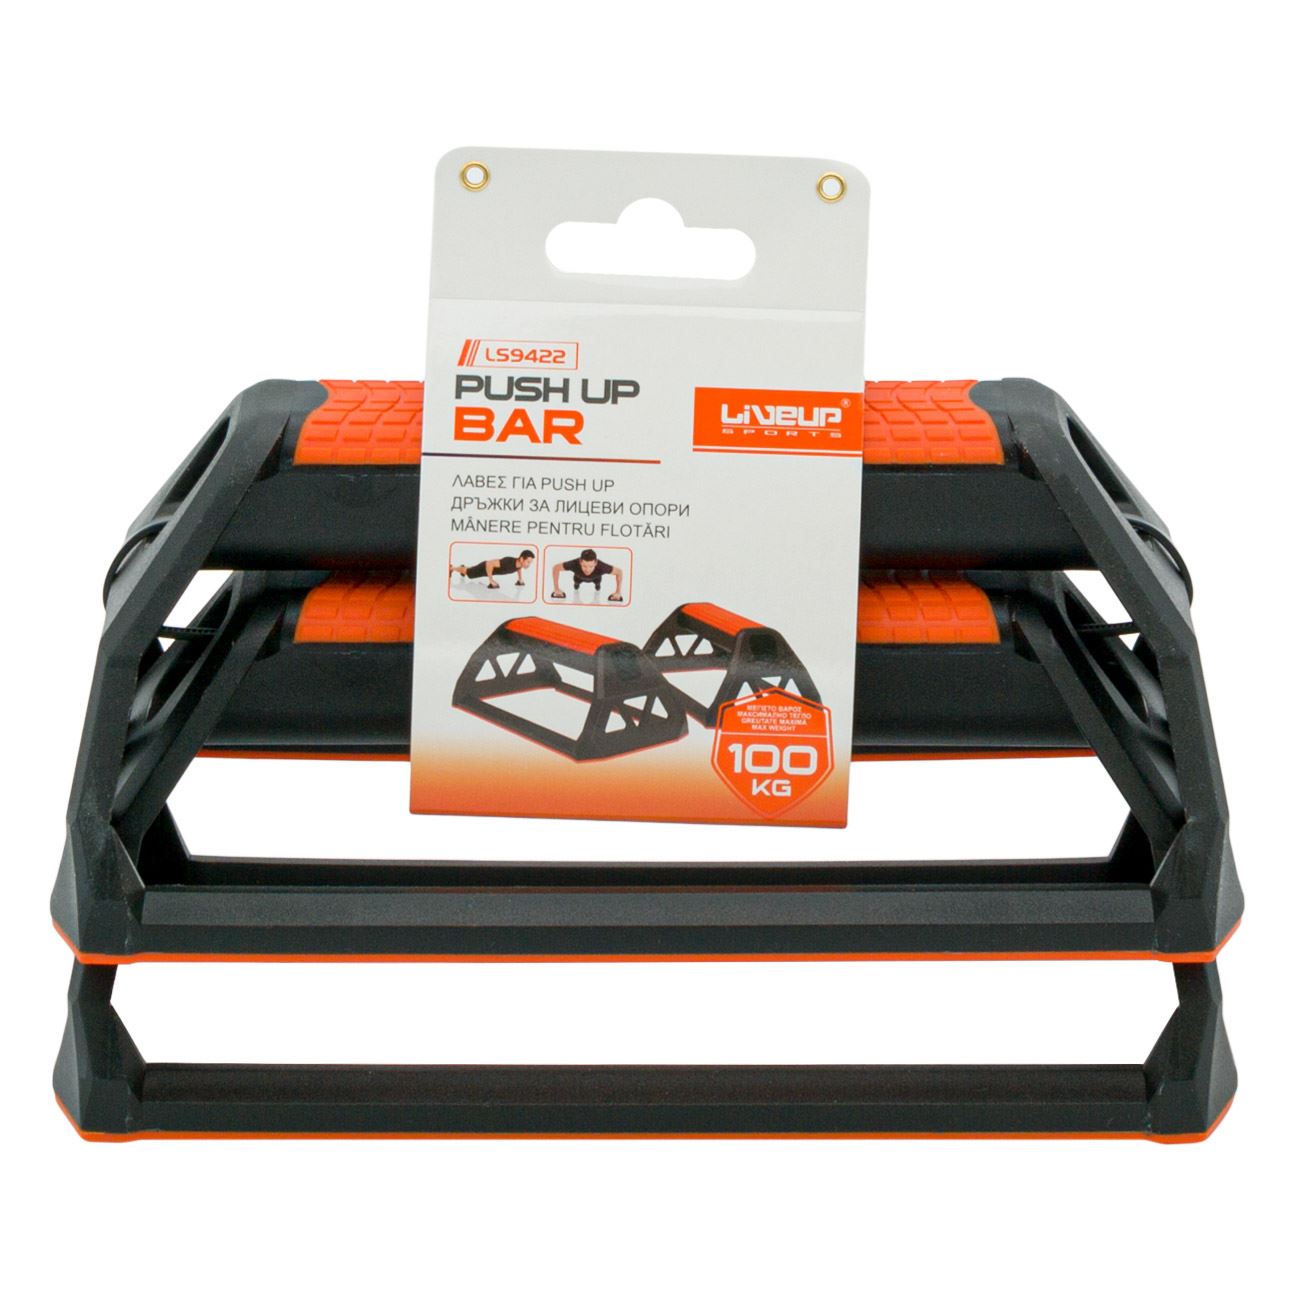 LS9422
PUSH UP
BAR
LiveUP®
SPORTS
ΛΑΒΕΣ ΓΙΑ PUSH UP
ДРЪЖКИ ЗА ЛИЦЕВИ ОПОРИ
MÂNERE PENTRU FLOTĂRI
ΜΕΓΙΣΤΟ ΒΑΡΟΣ
МАКСИМАЛНО ТЕГЛО
GREUTATE MAXIMA
MAX WEIGHT
100
KG